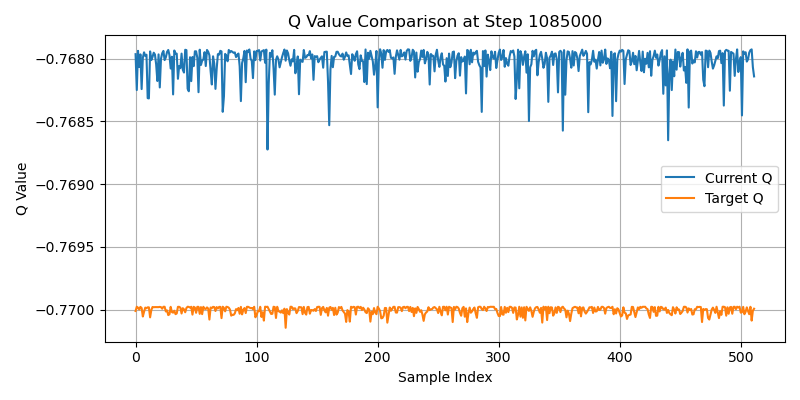 Q Value Comparison at Step 1085000
Q Value
−0.7680
−0.7685
−0.7690
−0.7695
−0.7700
Current Q
Target Q
0
100
200
300
400
500
Sample Index